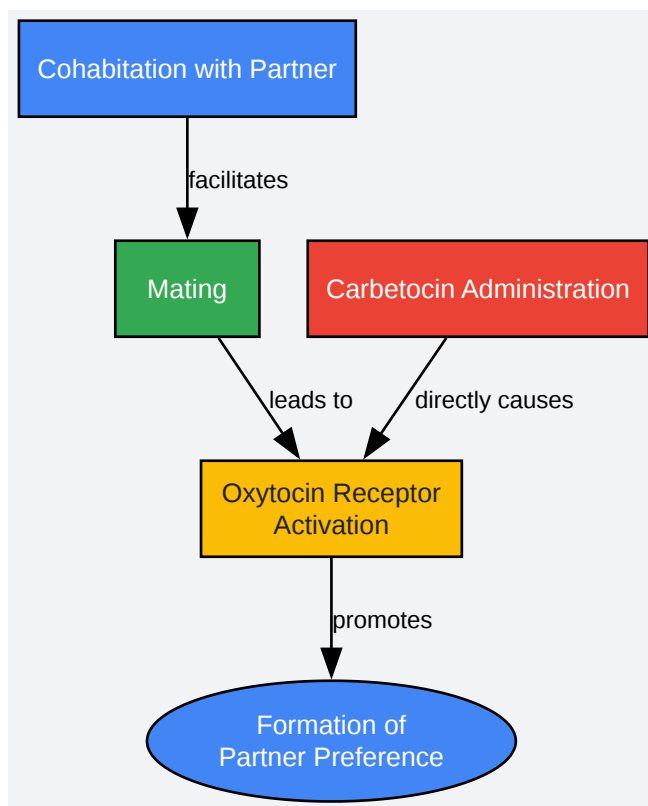 Cohabitation with Partner
facilitates
Mating
Carbetocin Administration
leads to
directly causes
Oxytocin Receptor
Activation
promotes
Formation of
Partner Preference